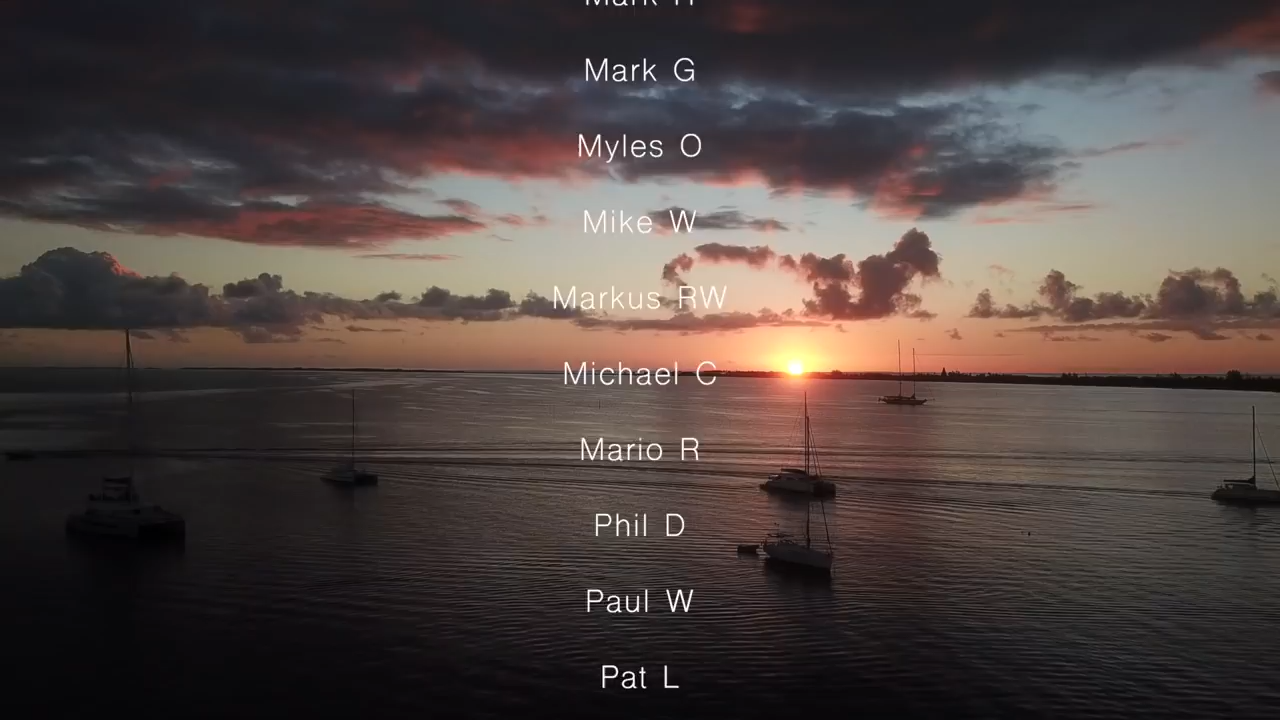 Mark G
Myles O
Mike W
Markus RW
Michael C
Mario R
Phil D
Paul W
Pat L